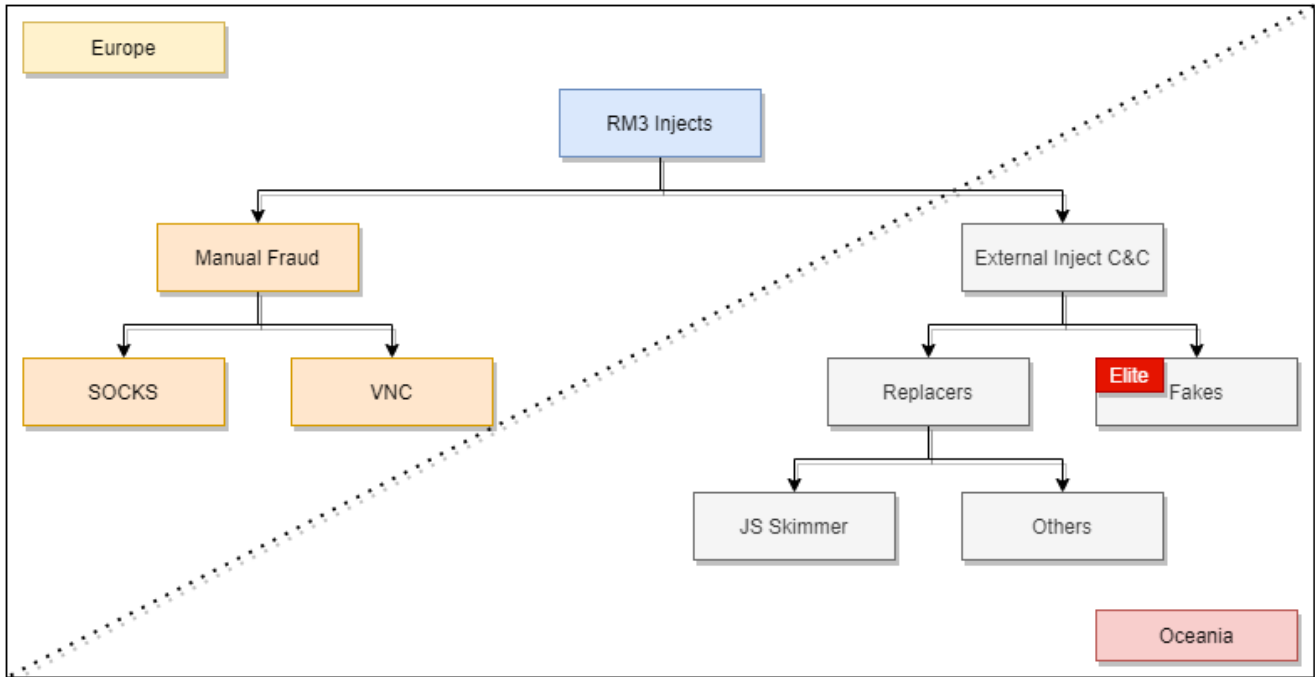 Europe
RM3 Injects
Manual Fraud
External Inject C&C
SOCKS
VNC
Replacers
Elite
Fakes
JS Skimmer
Others
Oceania